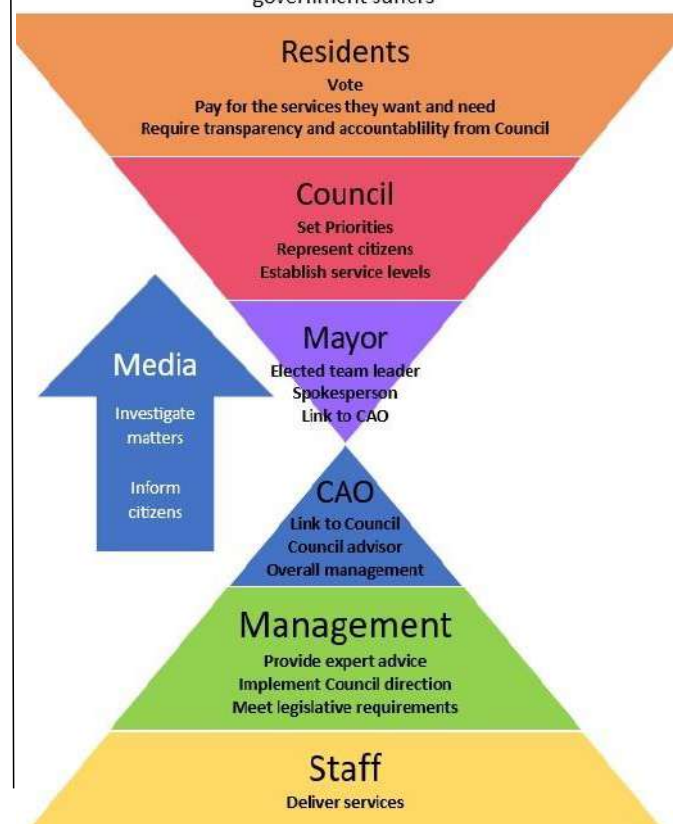 government suffers
Residents
Vote
Pay for the services they want and need
Require transparency and accountablility from Council
Council
Set Priorities
Represent citizens
Establish service levels
Mayor
Elected team leader
Spokesperson
Link to CAO
Media
Investigate
matters
Inform
citizens
CAO
Link to Council
Council advisor
Overall management
Management
Provide expert advice
Implement Council direction
Meet legislative requirements
Staff
Deliver services